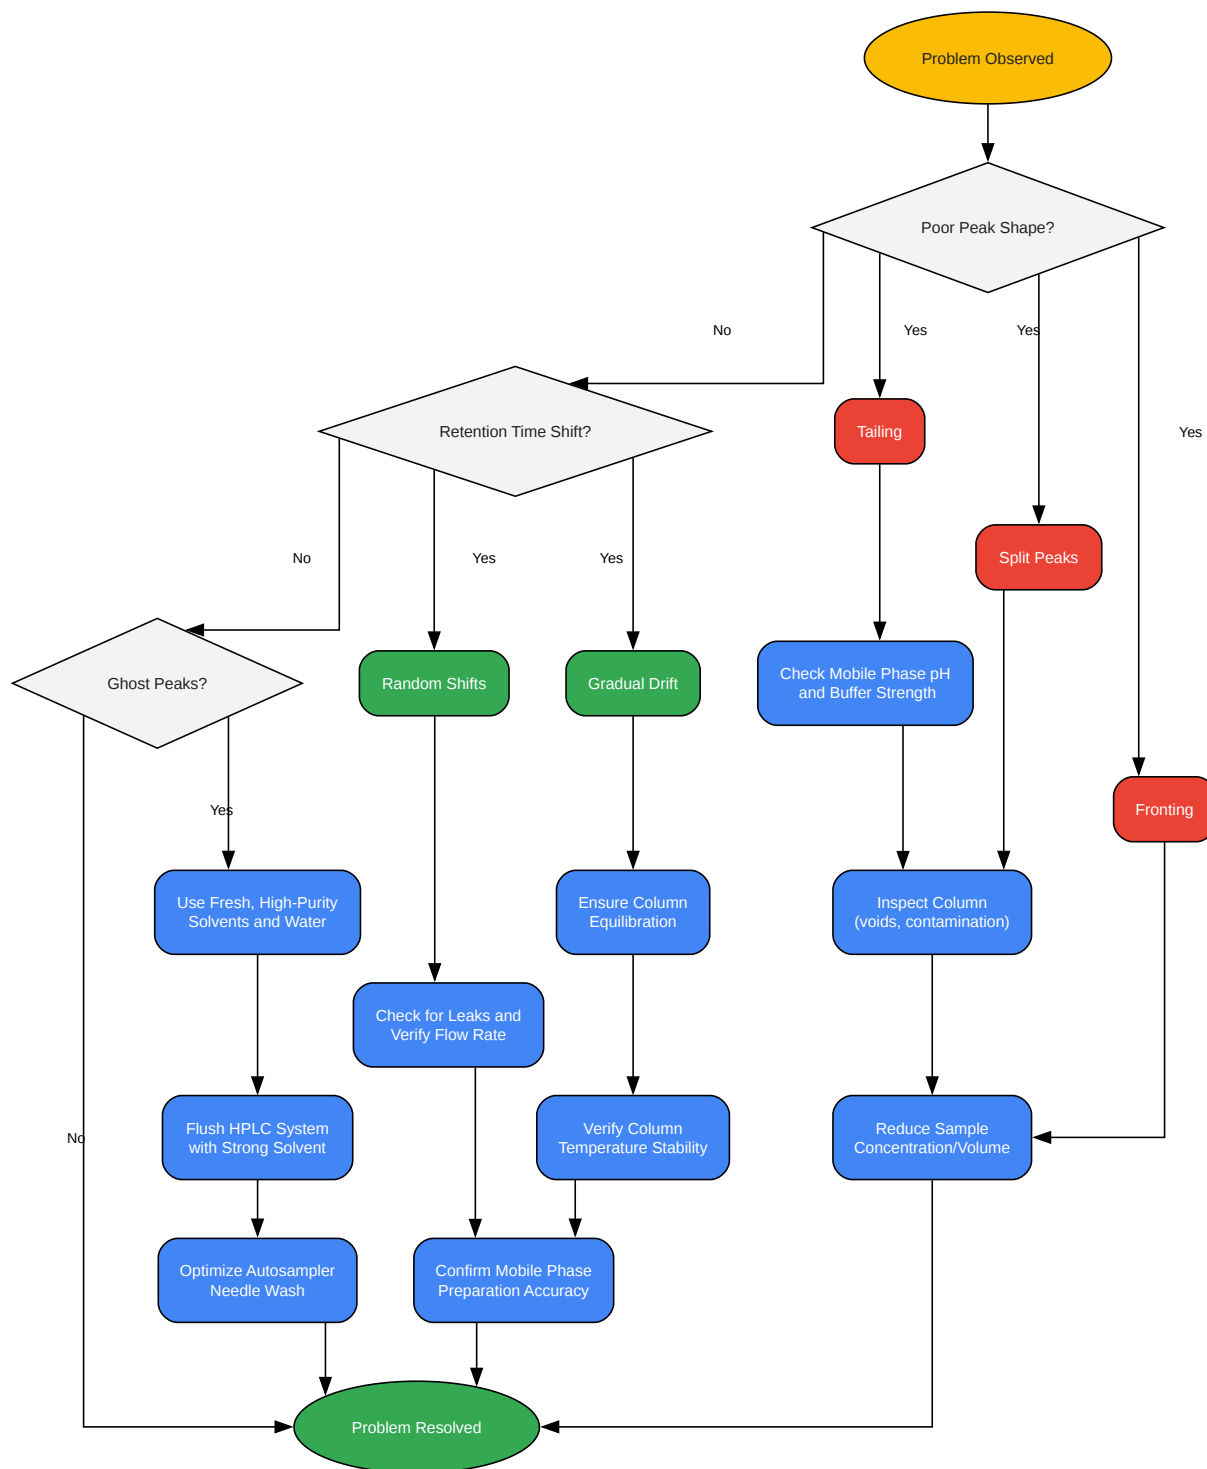 Problem Observed
Poor Peak Shape?
No
Yes
Yes
Yes
Retention Time Shift?
Tailing
No
Yes
Yes
Split Peaks
Ghost Peaks?
Random Shifts
Gradual Drift
Check Mobile Phase pH
and Buffer Strength
Yes
Fronting
Use Fresh, High-Purity
Solvents and Water
Ensure Column
Equilibration
Inspect Column
(voids, contamination)
Check for Leaks and
Verify Flow Rate
No
Flush HPLC System
with Strong Solvent
Verify Column
Temperature Stability
Reduce Sample
Concentration/Volume
Optimize Autosampler
Needle Wash
Confirm Mobile Phase
Preparation Accuracy
Problem Resolved